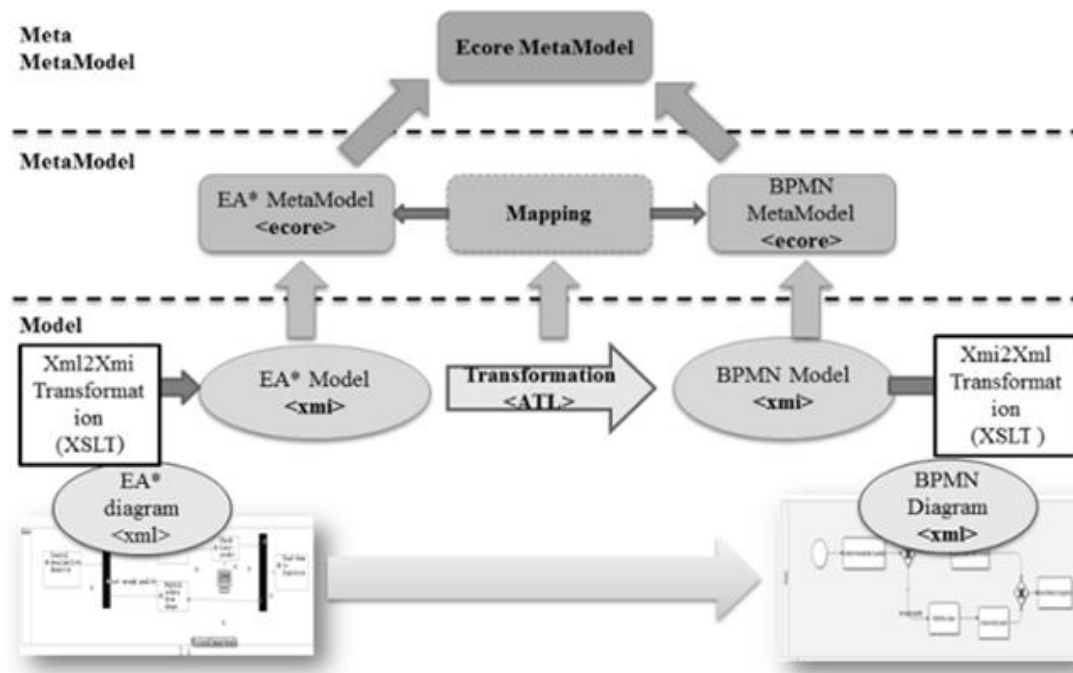 Meta
MetaModel
Ecore MetaModel
MetaModel
EA* MetaModel
<ecore>
Mapping
BPMN
MetaModel
<ecore>
Model
Xml2Xmi
Transformat
ion
(XSLT)
EA* Model
<xmi>
Transformation
<ATL>
BPMN Model
<xmi>
Xmi2Xml
Transformat
ion
(XSLT )
EA*
diagram
<xml>
BPMN
Diagram
<xml>